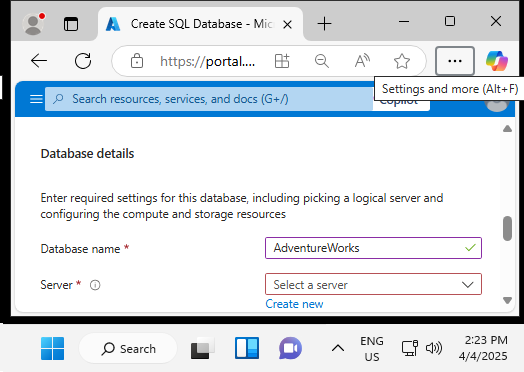 Create SQL Database - Mic
https://portal....
Settings and more (Alt+F)
Search resources, services, and docs (G+/)
Copilot
Database details
Enter required settings for this database, including picking a logical server and
configuring the compute and storage resources
Database name * AdventureWorks
Server * Select a server
Create new
Search
ENG
US
2:23 PM
4/4/2025